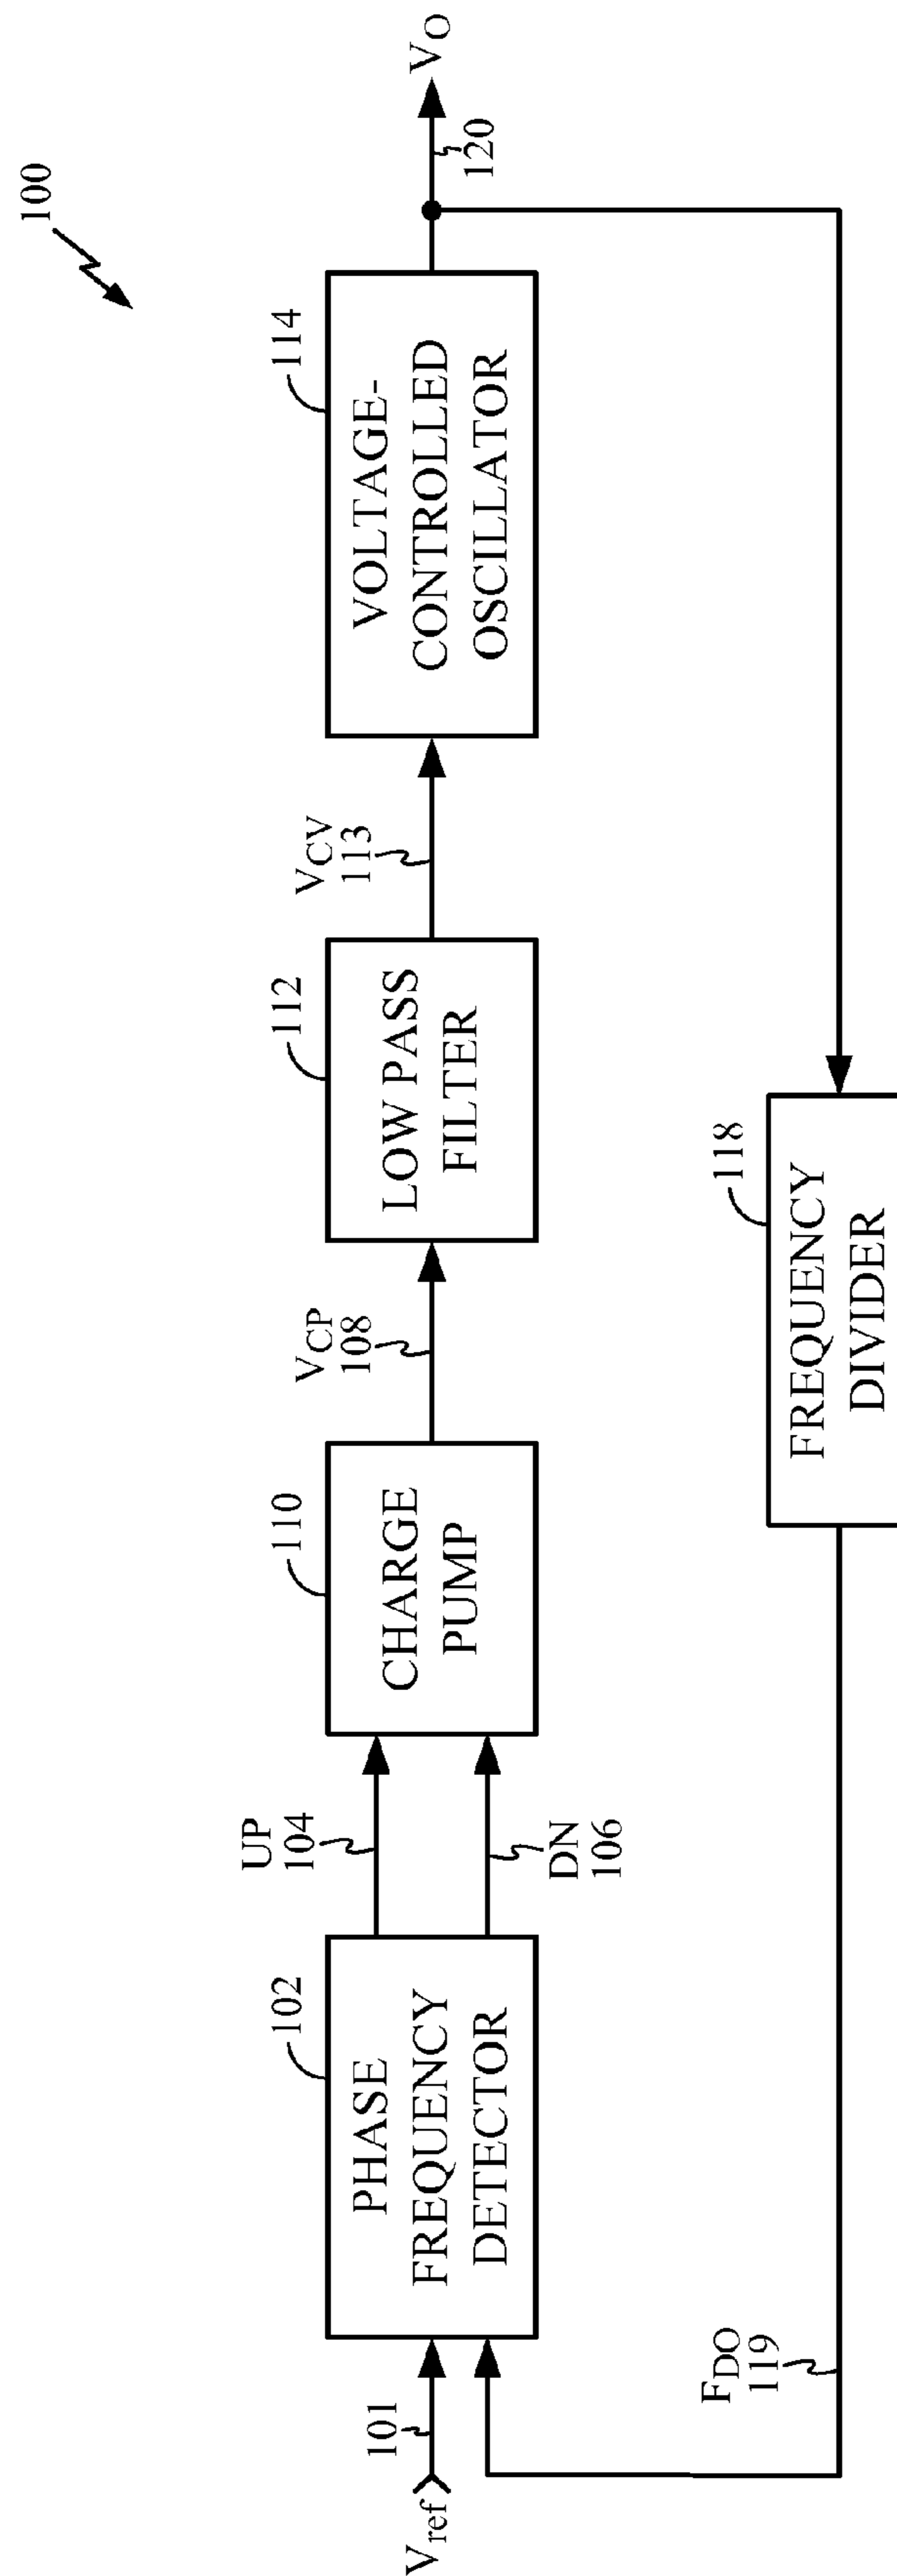 100
Vref
101
102
PHASE
FREQUENCY
DETECTOR
UP
104
DN
106
110
CHARGE
PUMP
VCP
108
112
LOW PASS
FILTER
VCV
113
114
VOLTAGE-
CONTROLLED
OSCILLATOR
VO
120
118
FREQUENCY
DIVIDER
FDO
119